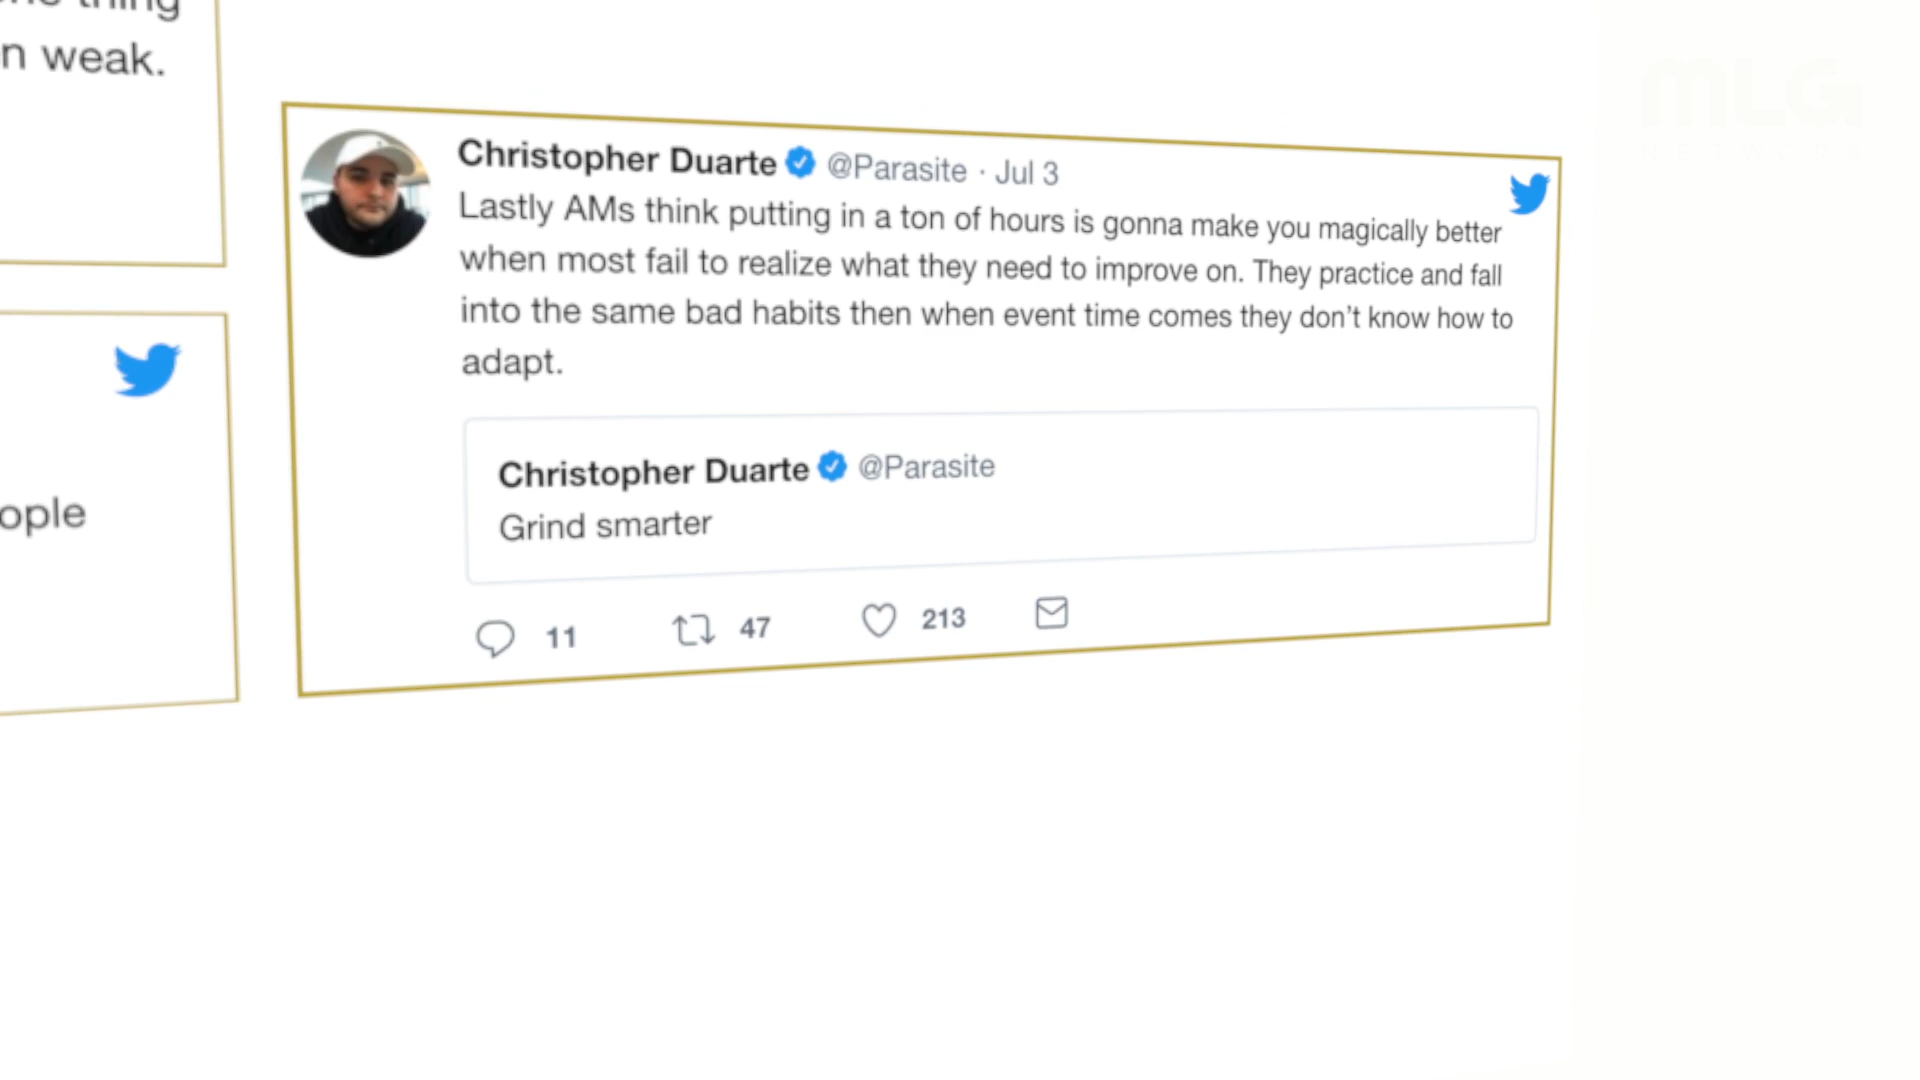 n weak.
MLG
Christopher Duarte @Parasite · Jul 3
Lastly AMs think putting in a ton of hours is gonna make you magically better
when most fail to realize what they need to improve on. They practice and fall
into the same bad habits then when event time comes they don't know how to
adapt.
Christopher Duarte @Parasite
Grind smarter
ople
11 47 213